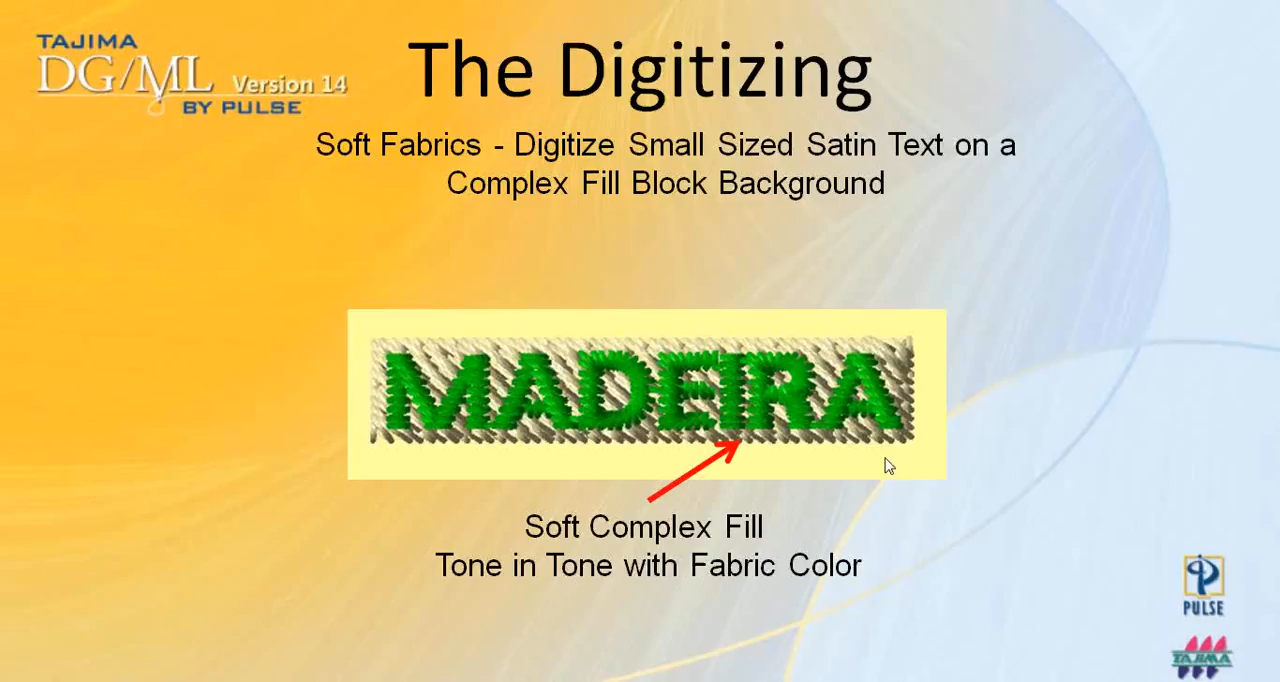 TAJIMA
DG/ML Version 14
BY PULSE
The Digitizing
Soft Fabrics - Digitize Small Sized Satin Text on a
Complex Fill Block Background
MADEIRA
Soft Complex Fill
Tone in Tone with Fabric Color
PULSE
TAJIMA